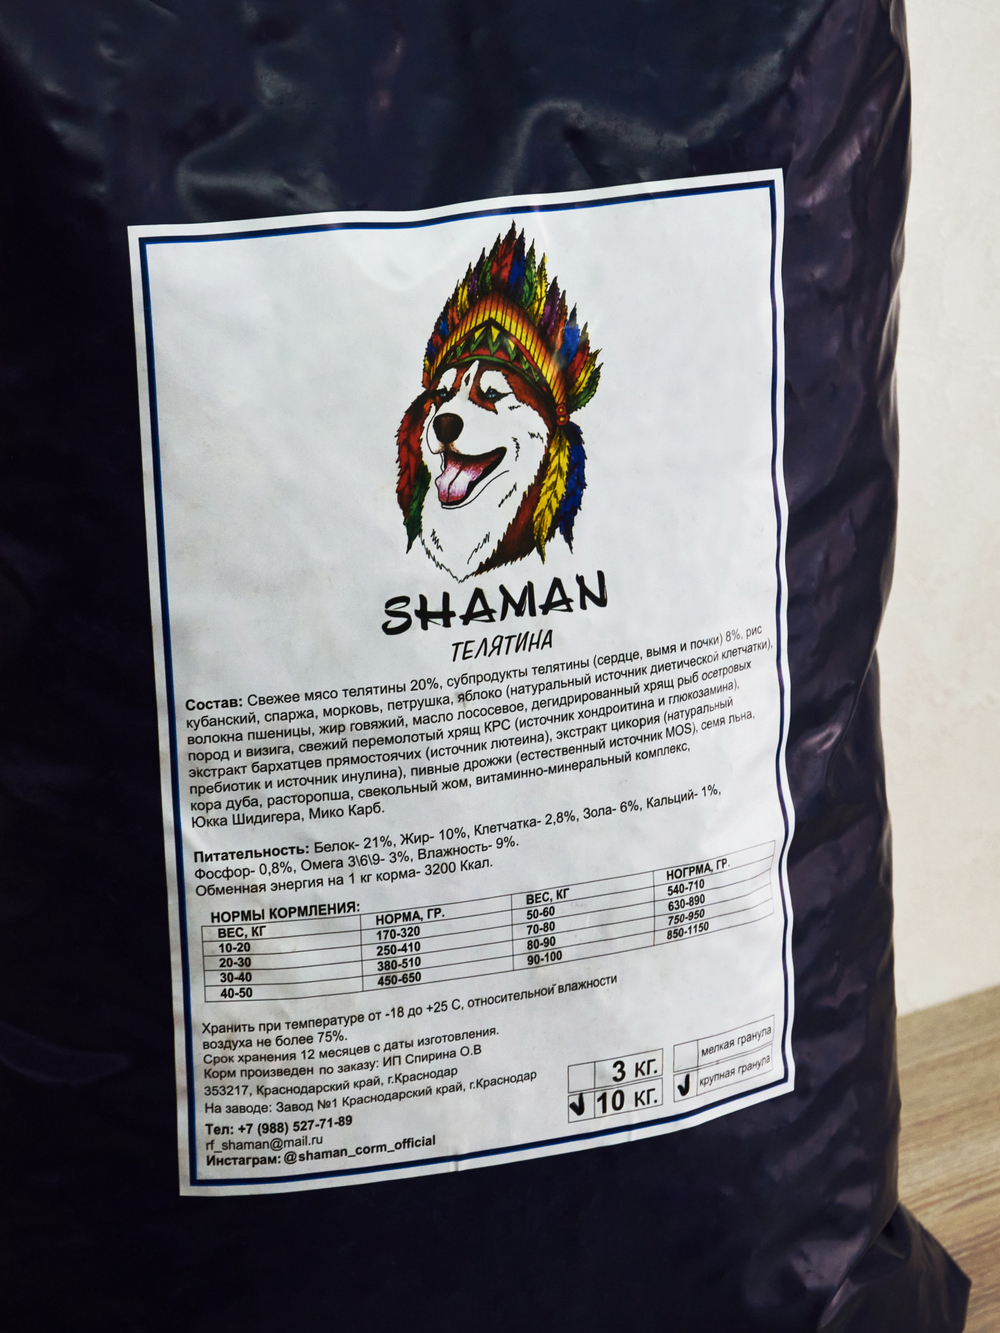 SHAMAN
ТЕЛЯТИНА
Состав: Свежее мясо телятины 20%, субпродукты телятины (сердце, вымя и почки) 8%, рис
кубанский, спаржа, морковь, петрушка, яблоко (натуральный источник диетической клетчатки),
волокна пшеницы, жир говяжий, масло лососевое, дегидрированный хрящ рыб осетровых
пород и визига, свежий перемолотый хрящ КРС (источник хондроитина и глюкозамина),
экстракт бархатцев прямостоячих (источник лютеина), экстракт цикория (натуральный
пребиотик и источник инулина), пивные дрожжи (естественный источник MOS), семя льна,
кора дуба, расторопша, свекольный жом, витаминно-минеральный комплекс,
Юкка Шидигера, Мико Карб.
Питательность: Белок- 21%, Жир- 10%, Клетчатка- 2,8%, Зола- 6%, Кальций- 1%,
Фосфор- 0,8%, Омега 3\6\9- 3%, Влажность- 9%.
Обменная энергия на 1 кг корма- 3200 Ккал.
НОРМЫ КОРМЛЕНИЯ:
ВЕС, КГ НОРМА, ГР. ВЕС, КГ НОГРМА, ГР.
10-20 170-320 50-60 540-710
20-30 250-410 70-80 630-890
30-40 380-510 80-90 750-950
40-50 450-650 90-100 850-1150
Хранить при температуре от -18 до +25 С, относительной влажности
воздуха не более 75%.
Срок хранения 12 месяцев с даты изготовления.
Корм произведен по заказу: ИП Спирина О.В
353217, Краснодарский край, г.Краснодар
На заводе: Завод №1 Краснодарский край, г.Краснодар
Тел: +7 (988) 527-71-89
rf_shaman@mail.ru
Инстаграм: @shaman_corm_official
3 КГ.
✓ 10 КГ.
мелкая гранула
✓ крупная гранула